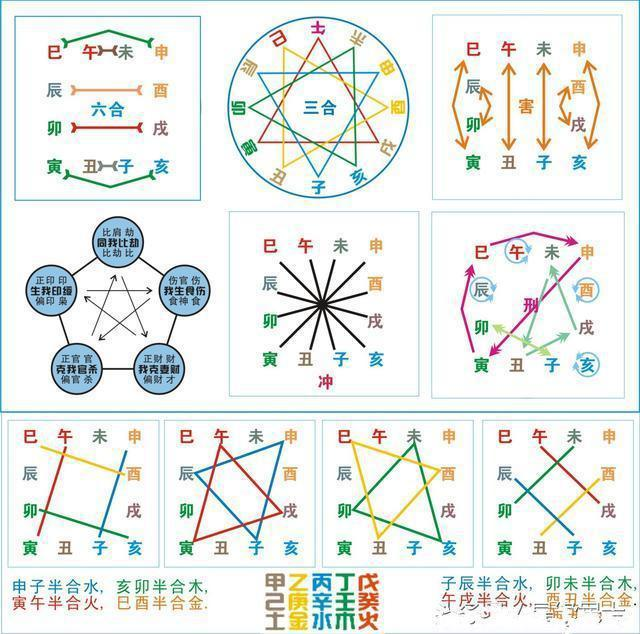 巳 午 未 申
辰 酉
六合
卯 戌
寅 丑 子 亥
巳 未
辰 申
卯 三合 酉
寅 戌
丑 子 亥
巳 午 未 申
辰 酉
害
卯 戌
寅 丑 子 亥
比肩 劫
同我比劫
比劫 比
正印 印
生我印绶
偏印 枭
伤官 伤
我生食伤
食神 食
正官 官
克我官杀
偏官 杀
正财 财
我克妻财
偏财 才
巳 午 未 申
辰 酉
卯 戌
寅 丑 子 亥
冲
巳 午 未 申
辰 酉
刑
卯 戌
寅 丑 子 亥
巳 午 未 申
辰 酉
卯 戌
寅 丑 子 亥
巳 午 未 申
辰 酉
卯 戌
寅 丑 子 亥
巳 午 未 申
辰 酉
卯 戌
寅 丑 子 亥
巳 午 未 申
辰 酉
卯 戌
寅 丑 子 亥
申子半合水, 亥卯半合木,
寅午半合火, 巳酉半合金.
甲己土
乙庚金
丙辛水
丁壬木
戊癸火
子辰半合水, 卯未半合木,
午戌半合火, 酉丑半合金.